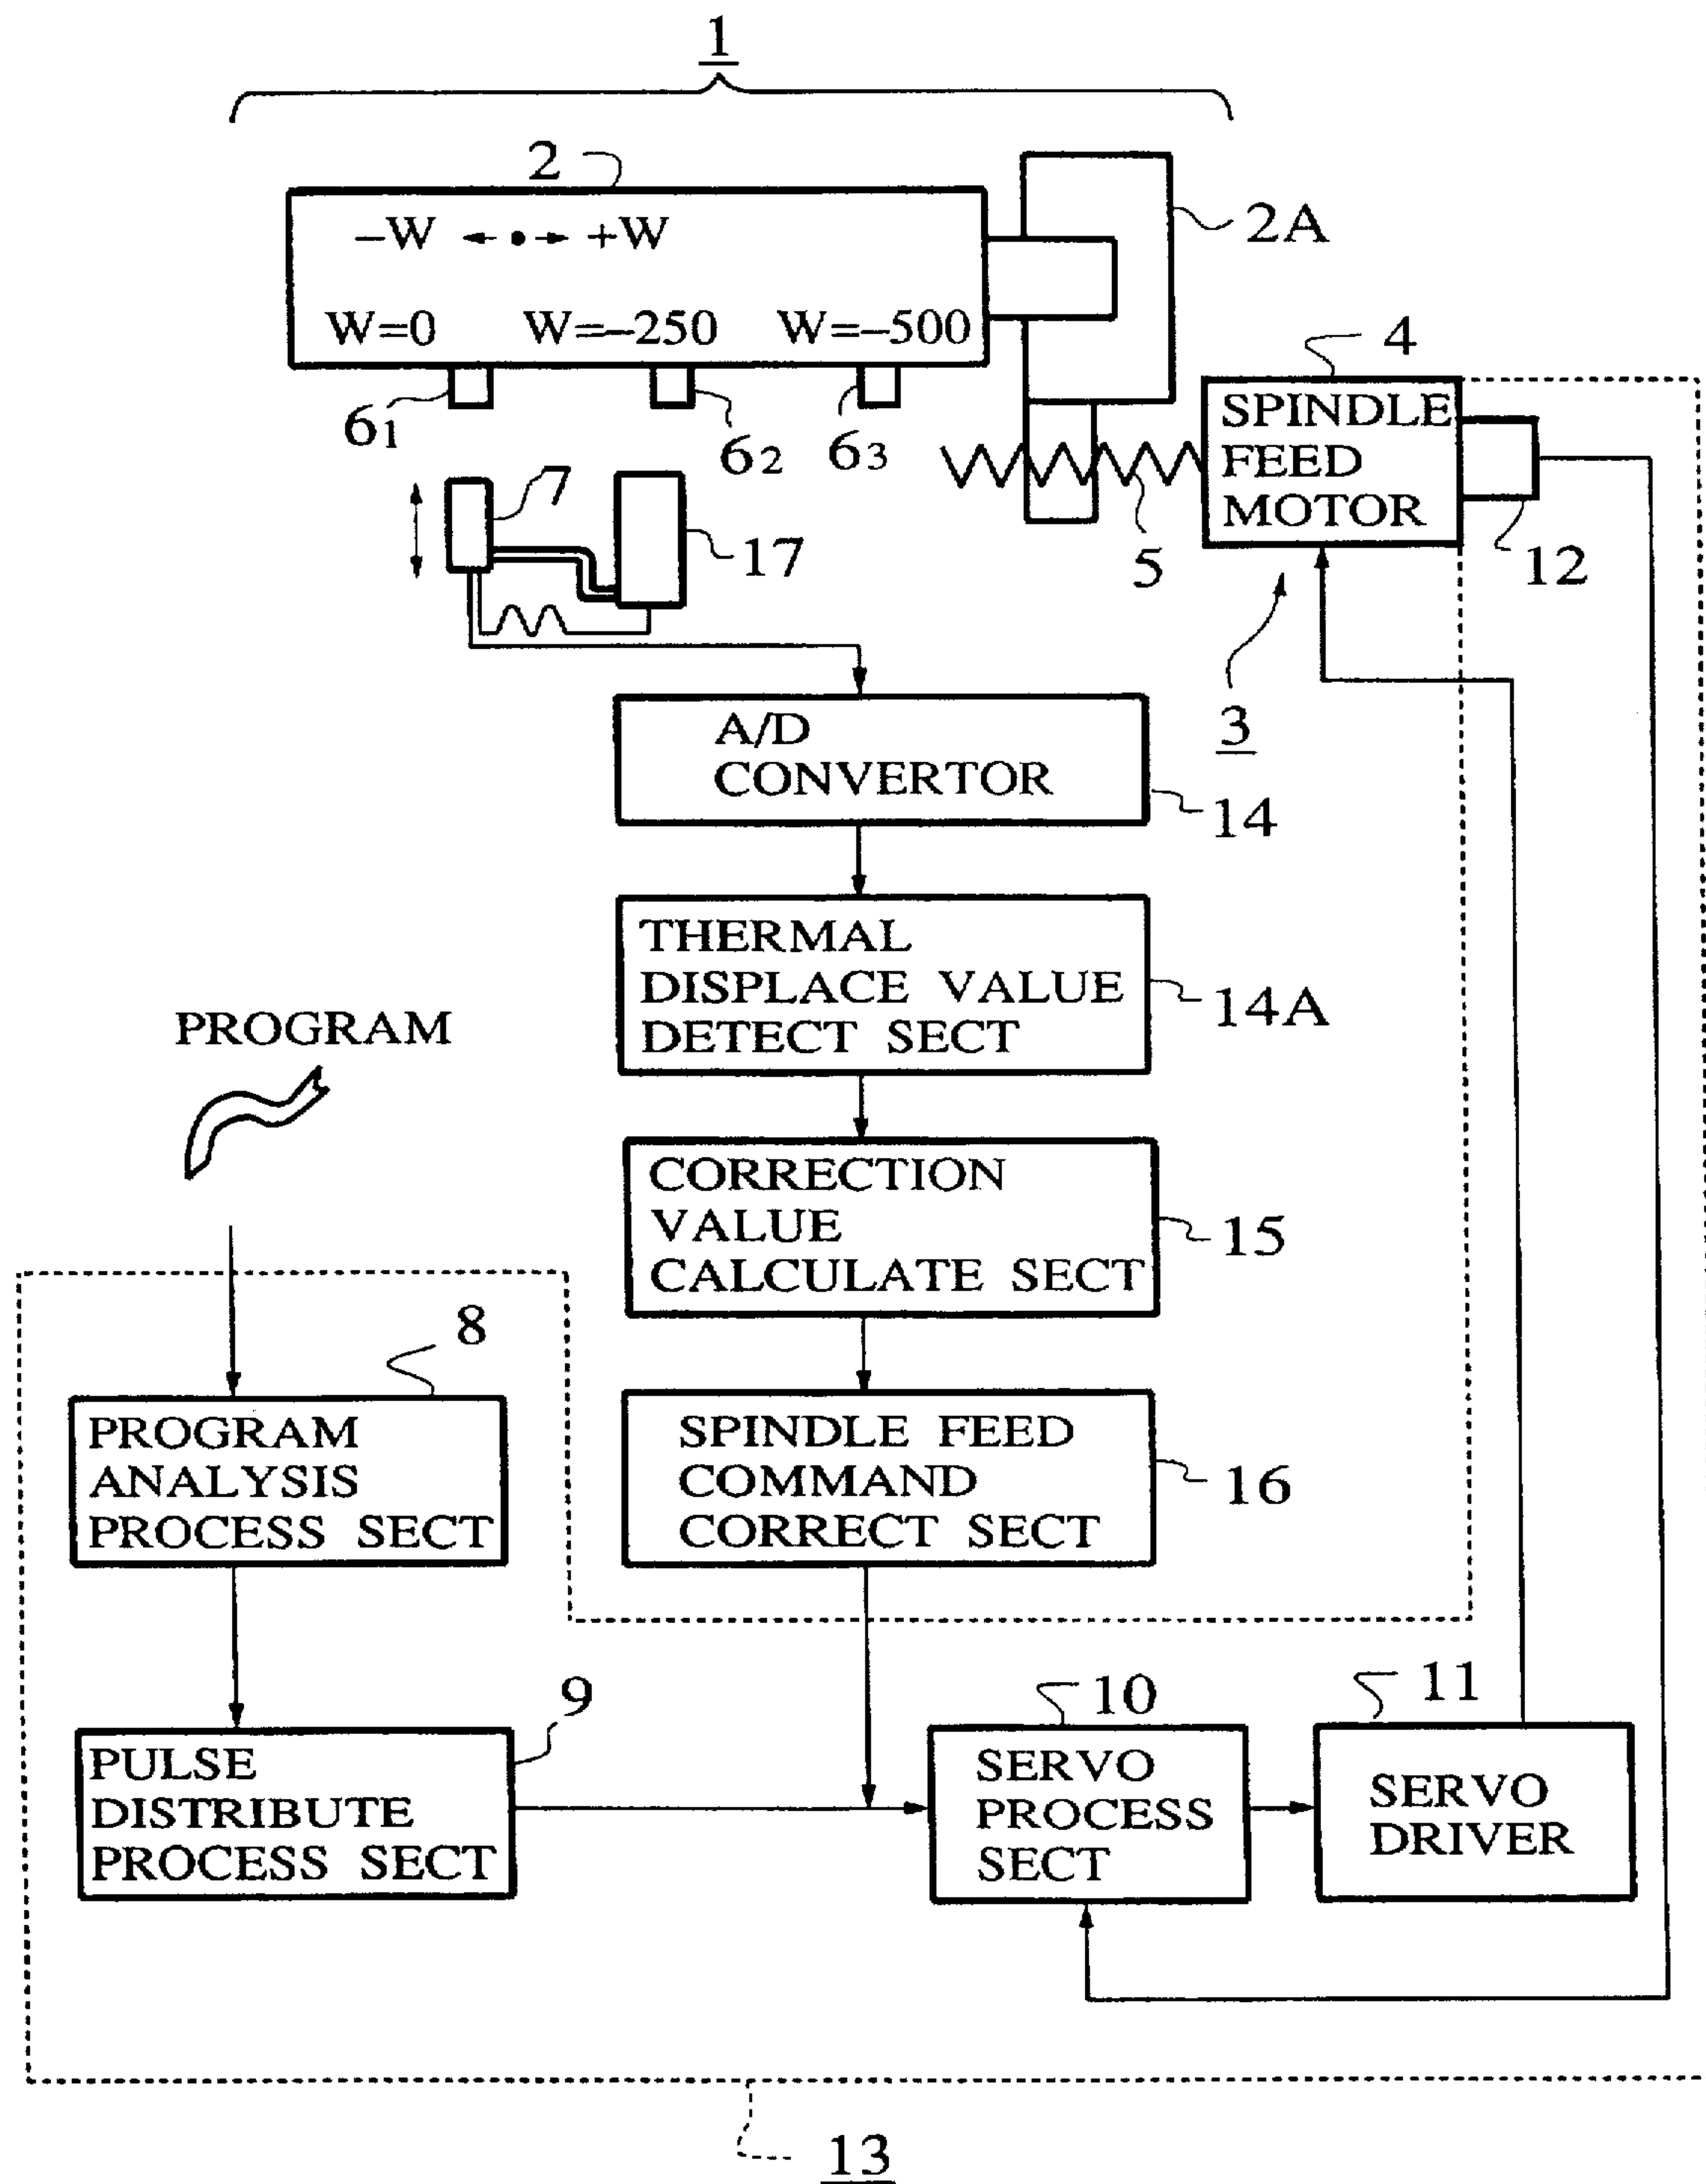 1
2
2A
−W
+W
W=0
W=−250
W=−500
4
61
62
63
SPINDLE
FEED
MOTOR
7
17
5
12
3
A/D
CONVERTOR
14
THERMAL
DISPLACE VALUE
DETECT SECT
14A
PROGRAM
CORRECTION
VALUE
CALCULATE SECT
15
8
PROGRAM
ANALYSIS
PROCESS SECT
SPINDLE FEED
COMMAND
CORRECT SECT
16
9
PULSE
DISTRIBUTE
PROCESS SECT
10
SERVO
PROCESS
SECT
11
SERVO
DRIVER
13